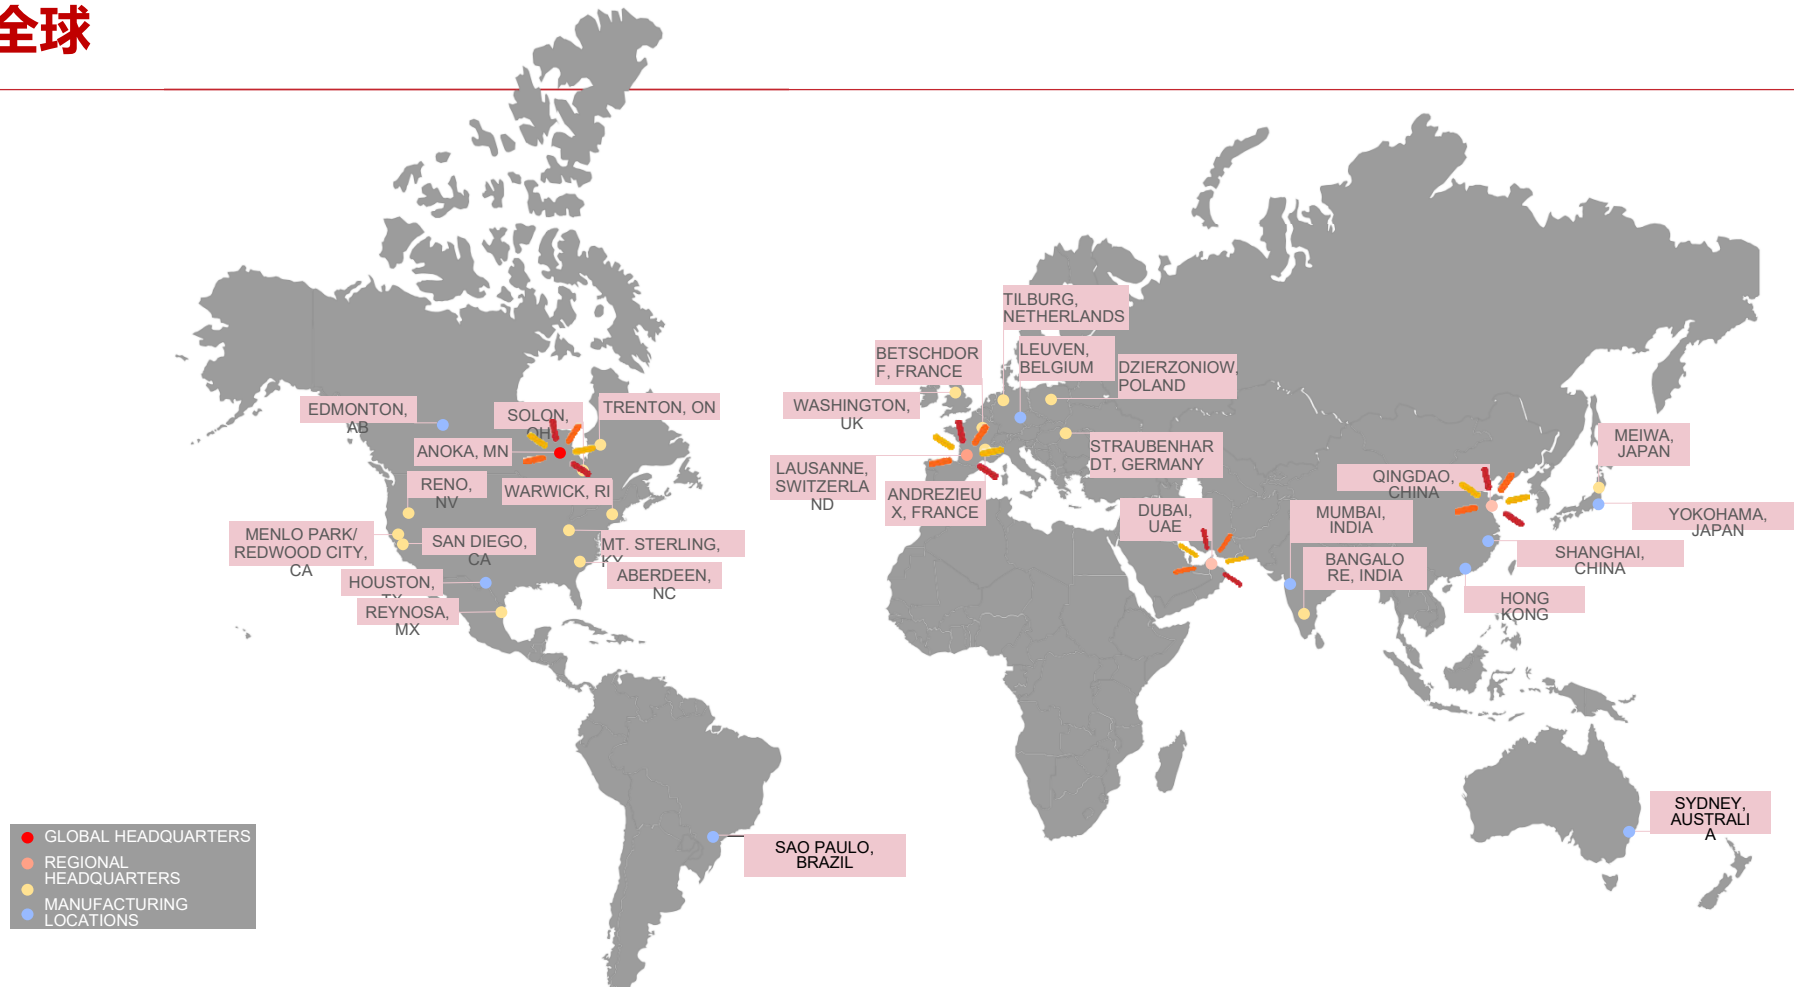 全球
TILBURG,
NETHERLANDS
BETSCHDOR
F, FRANCE
LEUVEN,
BELGIUM
DZIERZONIOW,
POLAND
WASHINGTON,
UK
EDMONTON,
AB
SOLON,
OH
TRENTON, ON
ANOKA, MN
STRAUBENHAR
DT, GERMANY
MEIWA,
JAPAN
LAUSANNE,
SWITZERLA
ND
QINGDAO,
CHINA
RENO,
NV
WARWICK, RI
ANDREZIEU
X, FRANCE
DUBAI,
UAE
MUMBAI,
INDIA
YOKOHAMA,
JAPAN
MENLO PARK/
REDWOOD CITY,
CA
SAN DIEGO,
CA
MT. STERLING,
KY
BANGALO
RE, INDIA
SHANGHAI,
CHINA
HOUSTON,
TX
ABERDEEN,
NC
REYNOSA,
MX
HONG
KONG
SYDNEY,
AUSTRALI
A
SAO PAULO,
BRAZIL
GLOBAL HEADQUARTERS
REGIONAL
HEADQUARTERS
MANUFACTURING
LOCATIONS